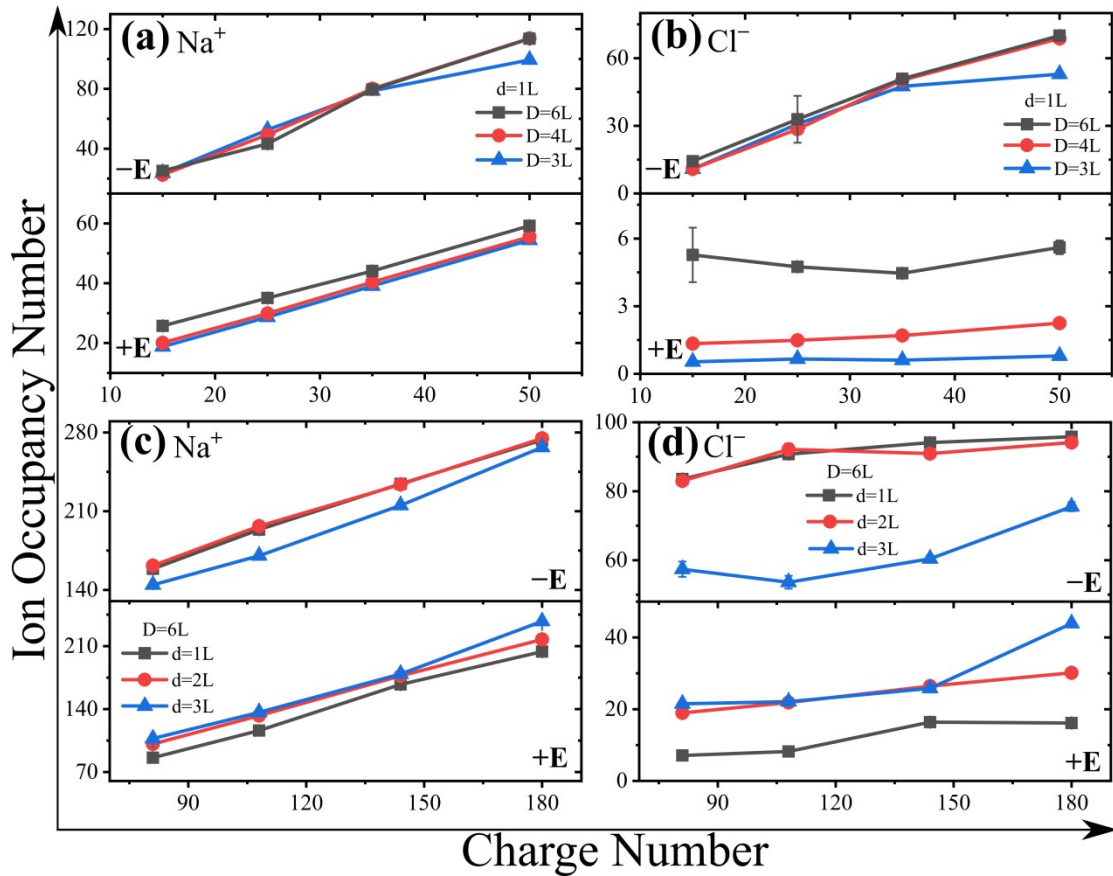 Ion Occupancy Number
(a) Na⁺
120
80
40
d=1L
D=6L
D=4L
D=3L
−E
60
40
20
+E
10 20 30 40 50
(b) Cl⁻
60
30
0
d=1L
D=6L
D=4L
D=3L
−E
6
3
0
+E
10 20 30 40 50
(c) Na⁺
280
210
140
−E
D=6L
d=1L
d=2L
d=3L
210
140
70
+E
90 120 150 180
(d) Cl⁻
100
80
60
D=6L
d=1L
d=2L
d=3L
−E
40
20
0
+E
90 120 150 180
Charge Number